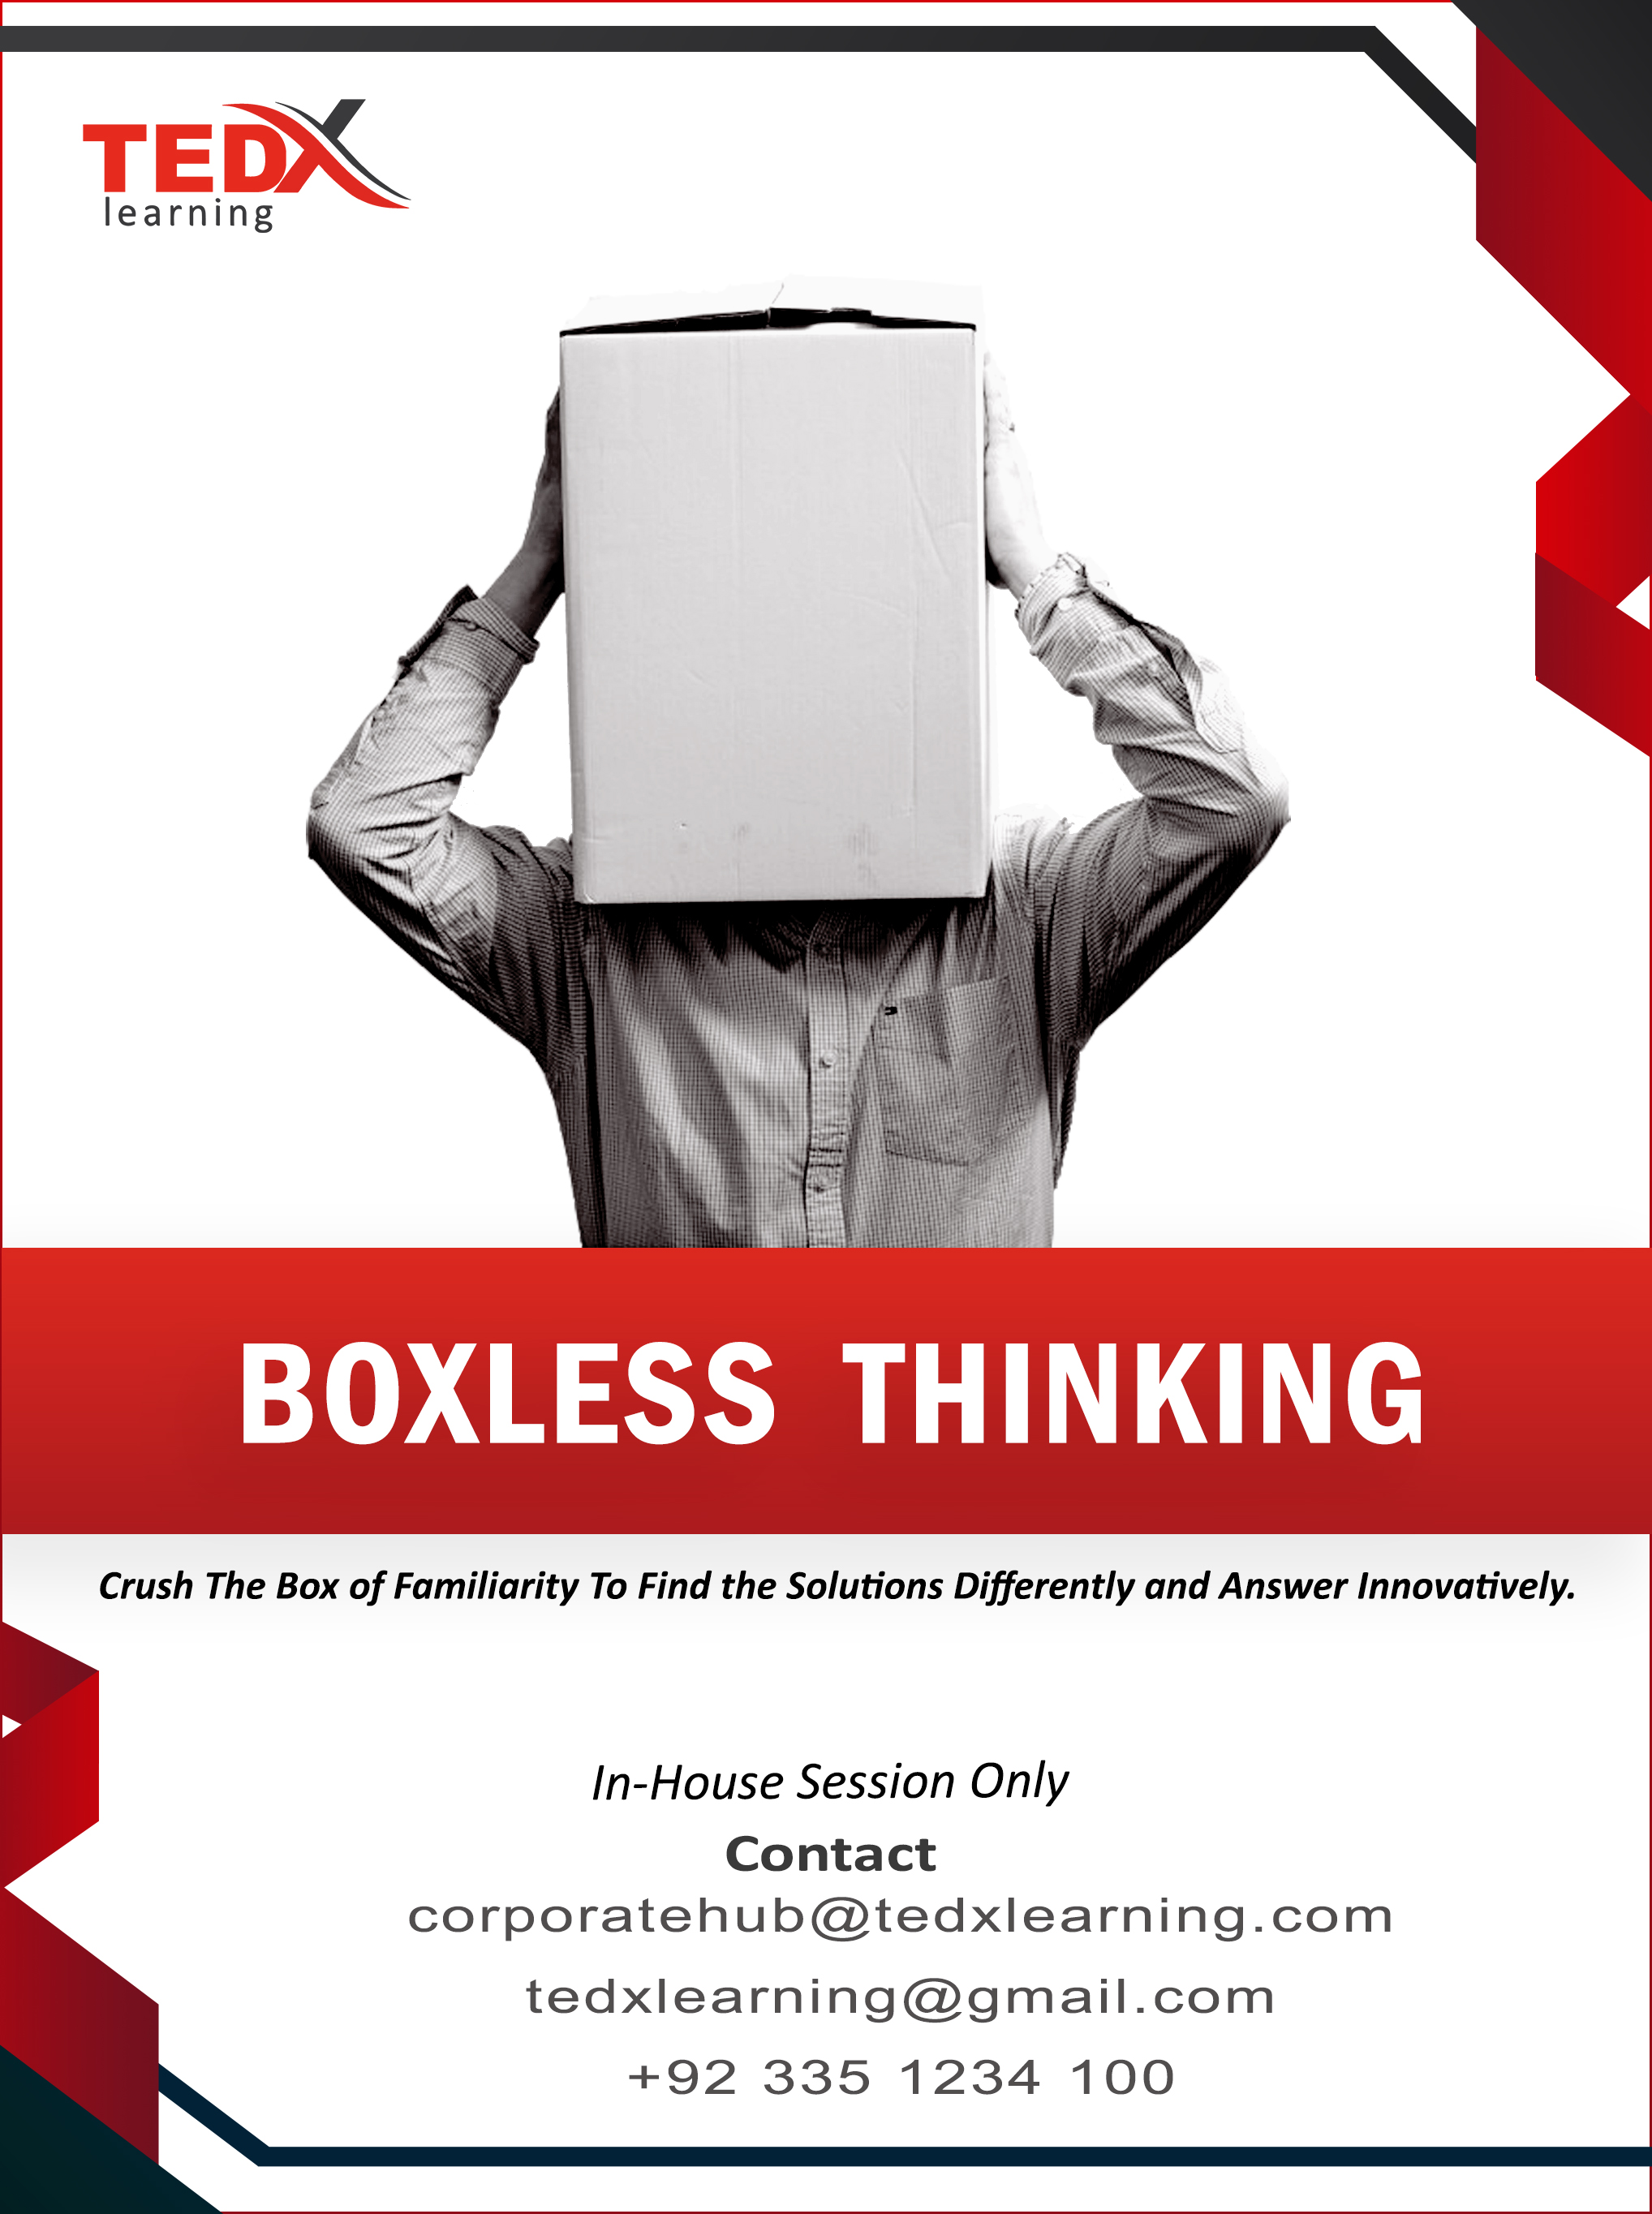 TEDX
learning
BOXLESS THINKING
Crush The Box of Familiarity To Find the Solutions Differently and Answer Innovatively.
In-House Session Only
Contact
corporatehub@tedxlearning.com
tedxlearning@gmail.com
+92 335 1234 100